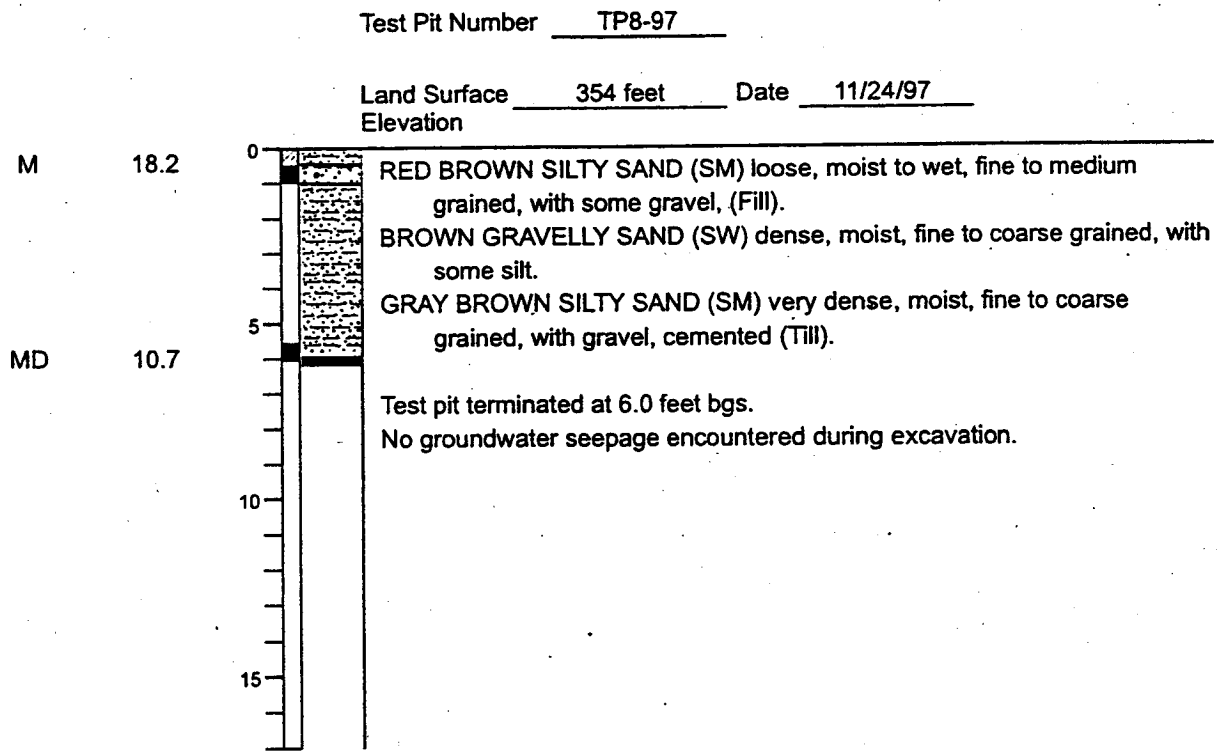 Test Pit Number TP8-97
Land Surface 354 feet Date 11/24/97
Elevation
M 18.2 0 RED BROWN SILTY SAND (SM) loose, moist to wet, fine to medium
grained, with some gravel, (Fill).
BROWN GRAVELLY SAND (SW) dense, moist, fine to coarse grained, with
some silt.
GRAY BROWN SILTY SAND (SM) very dense, moist, fine to coarse
5 grained, with gravel, cemented (Till).
MD 10.7
Test pit terminated at 6.0 feet bgs.
No groundwater seepage encountered during excavation.
10
15